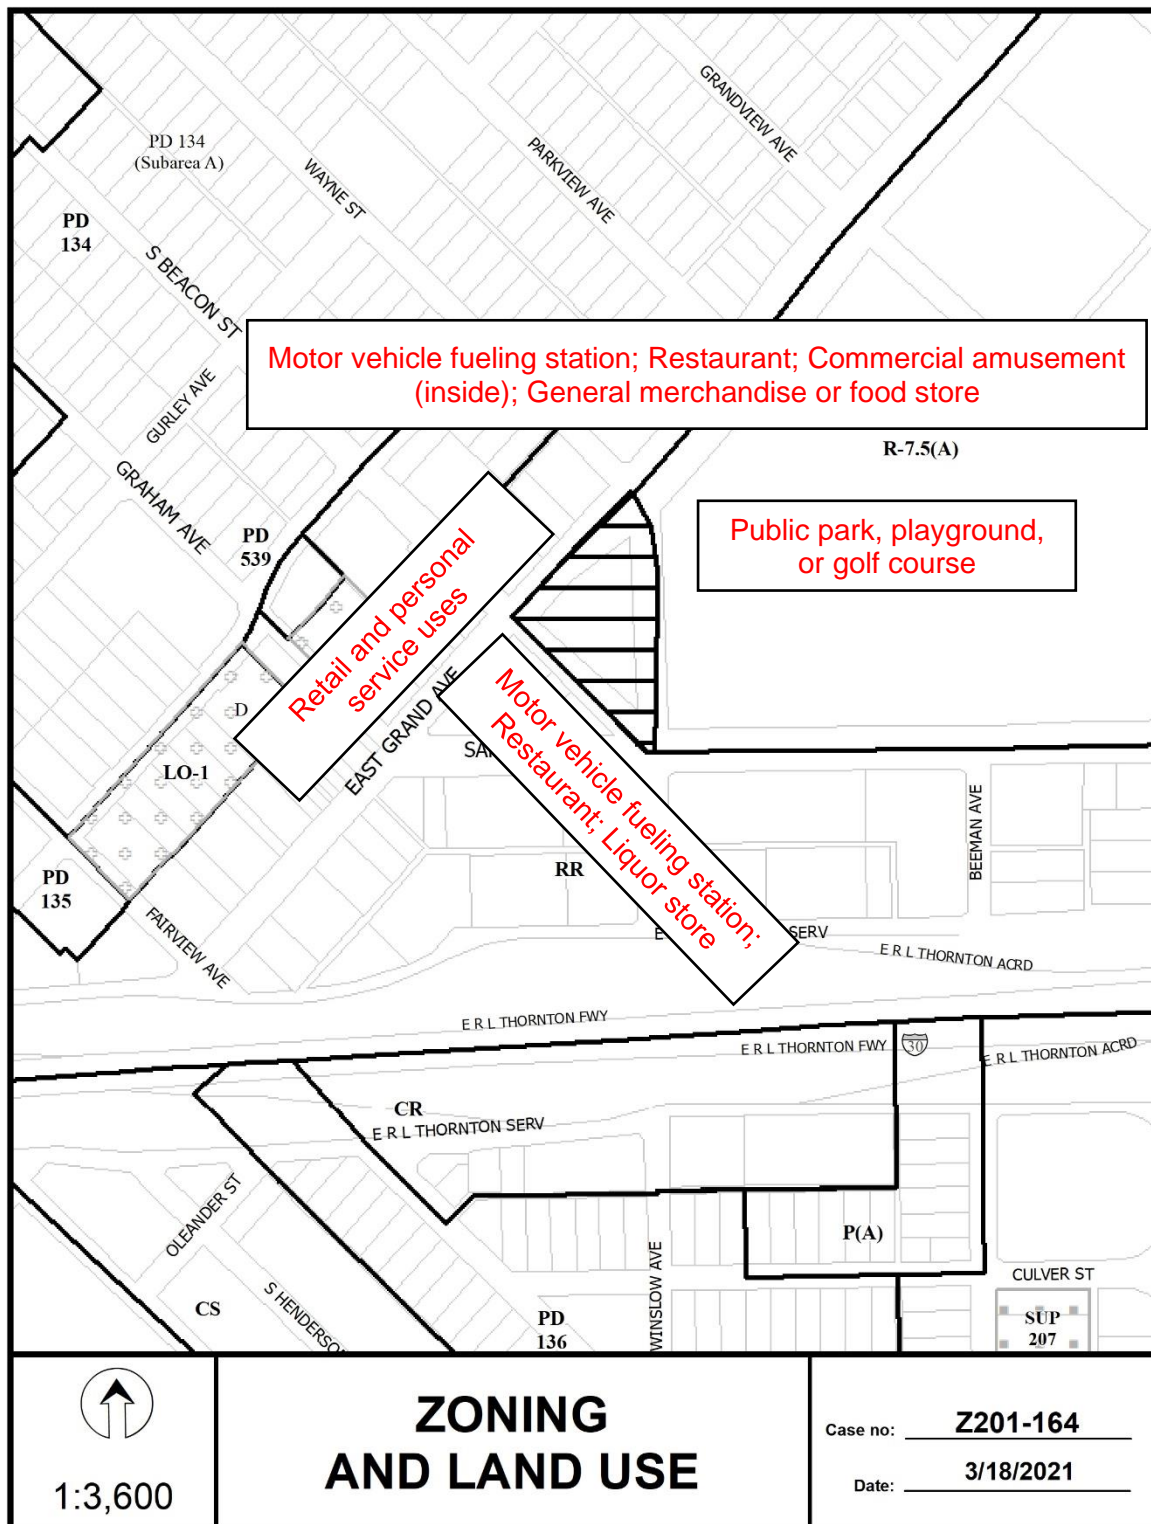 GRANDVIEW AVE
PD 134
(Subarea A)
PARKVIEW AVE
WAYNE ST
PD
134
S BEACON ST
Motor vehicle fueling station; Restaurant; Commercial amusement
(inside); General merchandise or food store
GURLEY AVE
R-7.5(A)
GRAHAM AVE
PD
539
Public park, playground,
or golf course
Retail and personal
service uses
D
EAST GRAND AVE
Motor vehicle fueling station;
Restaurant; Liquor store
LO-1
BEEMAN AVE
RR
PD
135
FAIRVIEW AVE
SERV
E R L THORNTON ACRD
E R L THORNTON FWY
E R L THORNTON FWY
30
E R L THORNTON ACRD
CR
E R L THORNTON SERV
OLEANDER ST
P(A)
WINSLOW AVE
CULVER ST
CS
S HENDERSON
PD
136
SUP
207
1:3,600
ZONING
AND LAND USE
Case no: Z201-164
Date: 3/18/2021